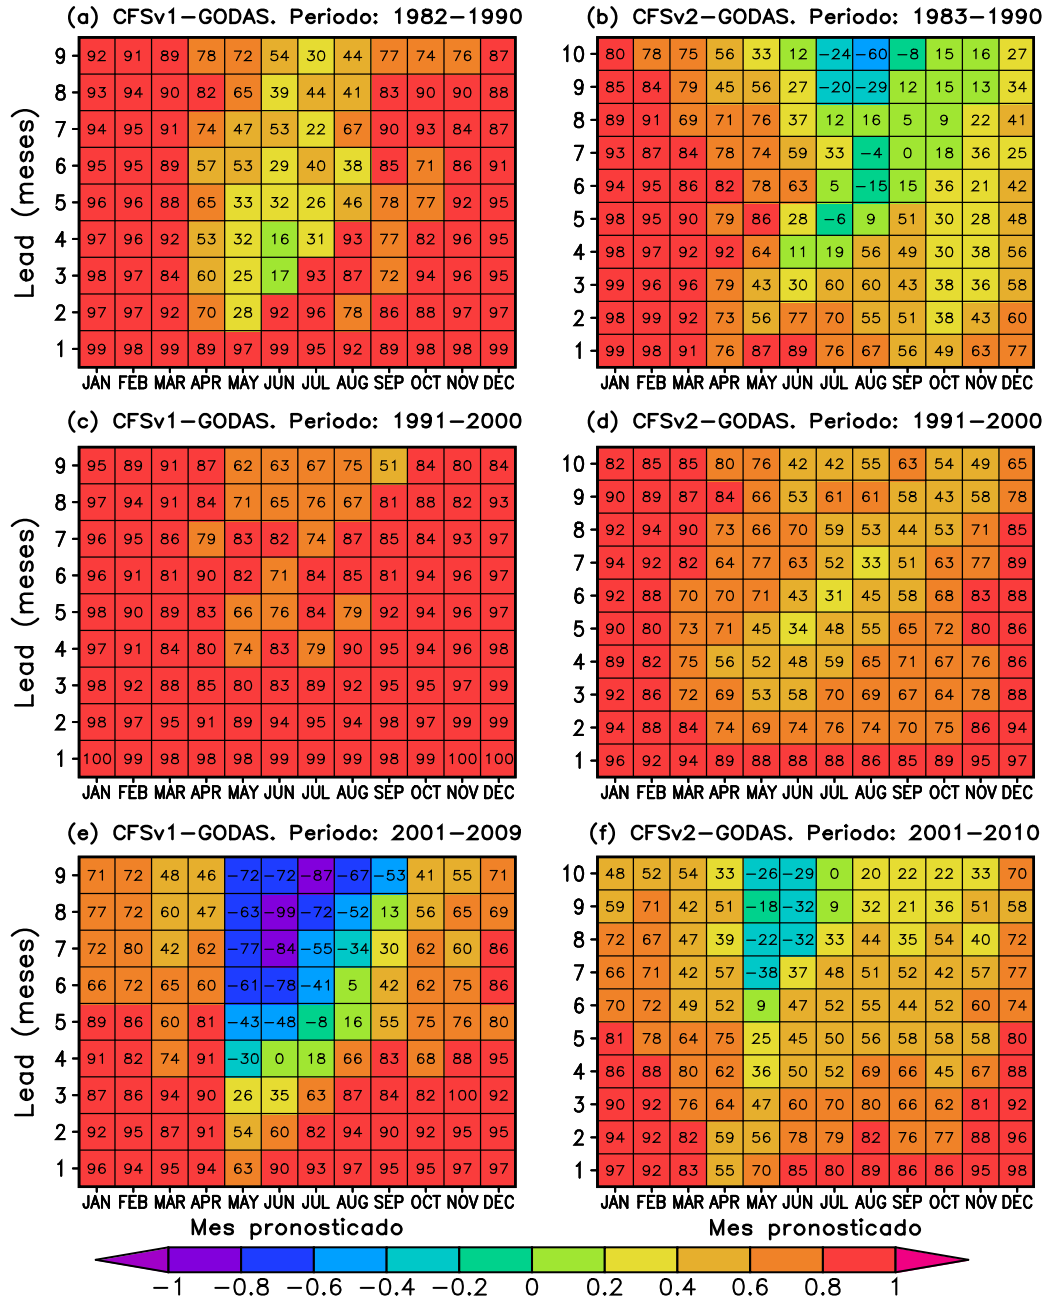 (a) CFSv1−GODAS. Periodo: 1982−1990
9 92 91 89 78 72 54 30 44 77 74 76 87
8 93 94 90 82 65 39 44 41 83 90 90 88
7 94 95 91 74 47 53 22 67 90 93 84 87
6 95 95 89 57 53 29 40 38 85 71 86 91
5 96 96 88 65 33 32 26 46 78 77 92 95
4 97 96 92 53 32 16 31 93 77 82 96 95
3 98 97 84 60 25 17 93 87 72 94 96 95
2 97 97 92 70 28 92 96 78 86 88 97 97
1 99 98 99 89 97 99 95 92 89 98 98 99
JAN FEB MAR APR MAY JUN JUL AUG SEP OCT NOV DEC
Lead (meses)
(b) CFSv2−GODAS. Periodo: 1983−1990
10 80 78 75 56 33 12 −24 −60 −8 15 16 27
9 85 84 79 45 56 27 −20 −29 12 15 13 34
8 89 91 69 71 76 37 12 16 5 9 22 41
7 93 87 84 78 74 59 33 −4 0 18 36 25
6 94 95 86 82 78 63 5 −15 15 36 21 42
5 98 95 90 79 86 28 −6 9 51 30 28 48
4 98 97 92 92 64 11 19 56 49 30 38 56
3 99 96 96 79 43 30 60 60 43 38 36 58
2 98 99 92 73 56 77 70 55 51 38 43 60
1 99 98 91 76 87 89 76 67 56 49 63 77
JAN FEB MAR APR MAY JUN JUL AUG SEP OCT NOV DEC
(c) CFSv1−GODAS. Periodo: 1991−2000
9 95 89 91 87 62 63 67 75 51 84 80 84
8 97 94 91 84 71 65 76 67 81 88 82 93
7 96 95 86 79 83 82 74 87 85 84 93 97
6 96 91 81 90 82 71 84 85 81 94 96 97
5 98 90 89 83 66 76 84 79 92 94 96 97
4 97 91 84 80 74 83 79 90 95 94 96 98
3 98 92 88 85 80 83 89 92 95 95 97 99
2 98 97 95 91 89 94 95 94 98 97 99 99
1 100 99 98 98 98 99 99 99 98 99 100 100
JAN FEB MAR APR MAY JUN JUL AUG SEP OCT NOV DEC
Lead (meses)
(d) CFSv2−GODAS. Periodo: 1991−2000
10 82 85 85 80 76 42 42 55 63 54 49 65
9 90 89 87 84 66 53 61 61 58 43 58 78
8 92 94 90 73 66 70 59 53 44 53 71 85
7 94 92 82 64 77 63 52 33 51 63 77 89
6 92 88 70 70 71 43 31 45 58 68 83 88
5 90 80 73 71 45 34 48 55 65 72 80 86
4 89 82 75 56 52 48 59 65 71 67 76 86
3 92 86 72 69 53 58 70 69 67 64 78 88
2 94 88 84 74 69 74 76 74 70 75 86 94
1 96 92 94 89 88 88 88 86 85 89 95 97
JAN FEB MAR APR MAY JUN JUL AUG SEP OCT NOV DEC
(e) CFSv1−GODAS. Periodo: 2001−2009
9 71 72 48 46 −72 −72 −87 −67 −53 41 55 71
8 77 72 60 47 −63 −99 −72 −52 13 56 65 69
7 72 80 42 62 −77 −84 −55 −34 30 62 60 86
6 66 72 65 60 −61 −78 −41 5 42 62 75 86
5 89 86 60 81 −43 −48 −8 16 55 75 76 80
4 91 82 74 91 −30 0 18 66 83 68 88 95
3 87 86 94 90 26 35 63 87 84 82 100 92
2 92 95 87 91 54 60 82 94 90 92 95 95
1 96 94 95 94 63 90 93 97 95 95 97 97
JAN FEB MAR APR MAY JUN JUL AUG SEP OCT NOV DEC
Lead (meses)
Mes pronosticado
(f) CFSv2−GODAS. Periodo: 2001−2010
10 48 52 54 33 −26 −29 0 20 22 22 33 70
9 59 71 42 51 −18 −32 9 32 21 36 51 58
8 72 67 47 39 −22 −32 33 44 35 54 40 72
7 66 71 42 57 −38 37 48 51 52 42 57 77
6 70 72 49 52 9 47 52 55 44 52 60 74
5 81 78 64 75 25 45 50 56 58 58 58 80
4 86 88 80 62 36 50 52 69 66 45 67 88
3 90 92 76 64 47 60 70 80 66 62 81 92
2 94 92 82 59 56 78 79 82 76 77 88 96
1 97 92 83 55 70 85 80 89 86 86 95 98
JAN FEB MAR APR MAY JUN JUL AUG SEP OCT NOV DEC
Mes pronosticado
−1 −0.8 −0.6 −0.4 −0.2 0 0.2 0.4 0.6 0.8 1